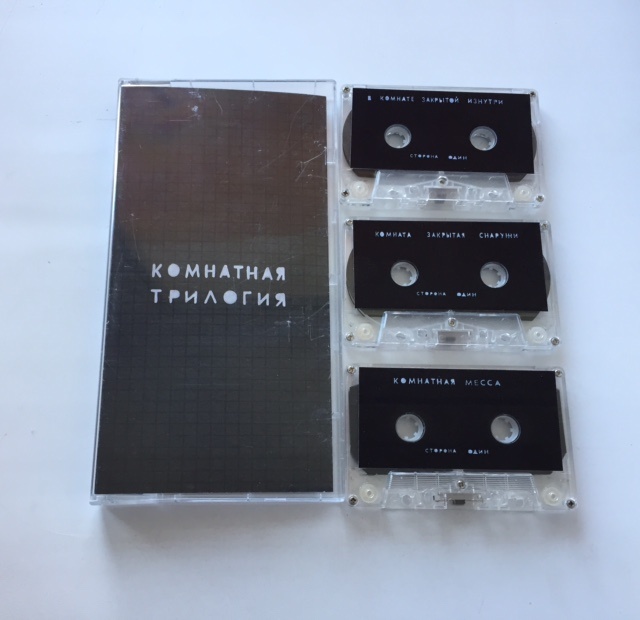 КОМНАТНАЯ
ТРИЛОГИЯ
В КОМНАТЕ ЗАКРЫТОЙ ИЗНУТРИ
СТОРОНА ОДИН
КОМНАТА ЗАКРЫТАЯ СНАРУЖИ
СТОРОНА ОДИН
КОМНАТНАЯ МЕССА
СТОРОНА ОДИН